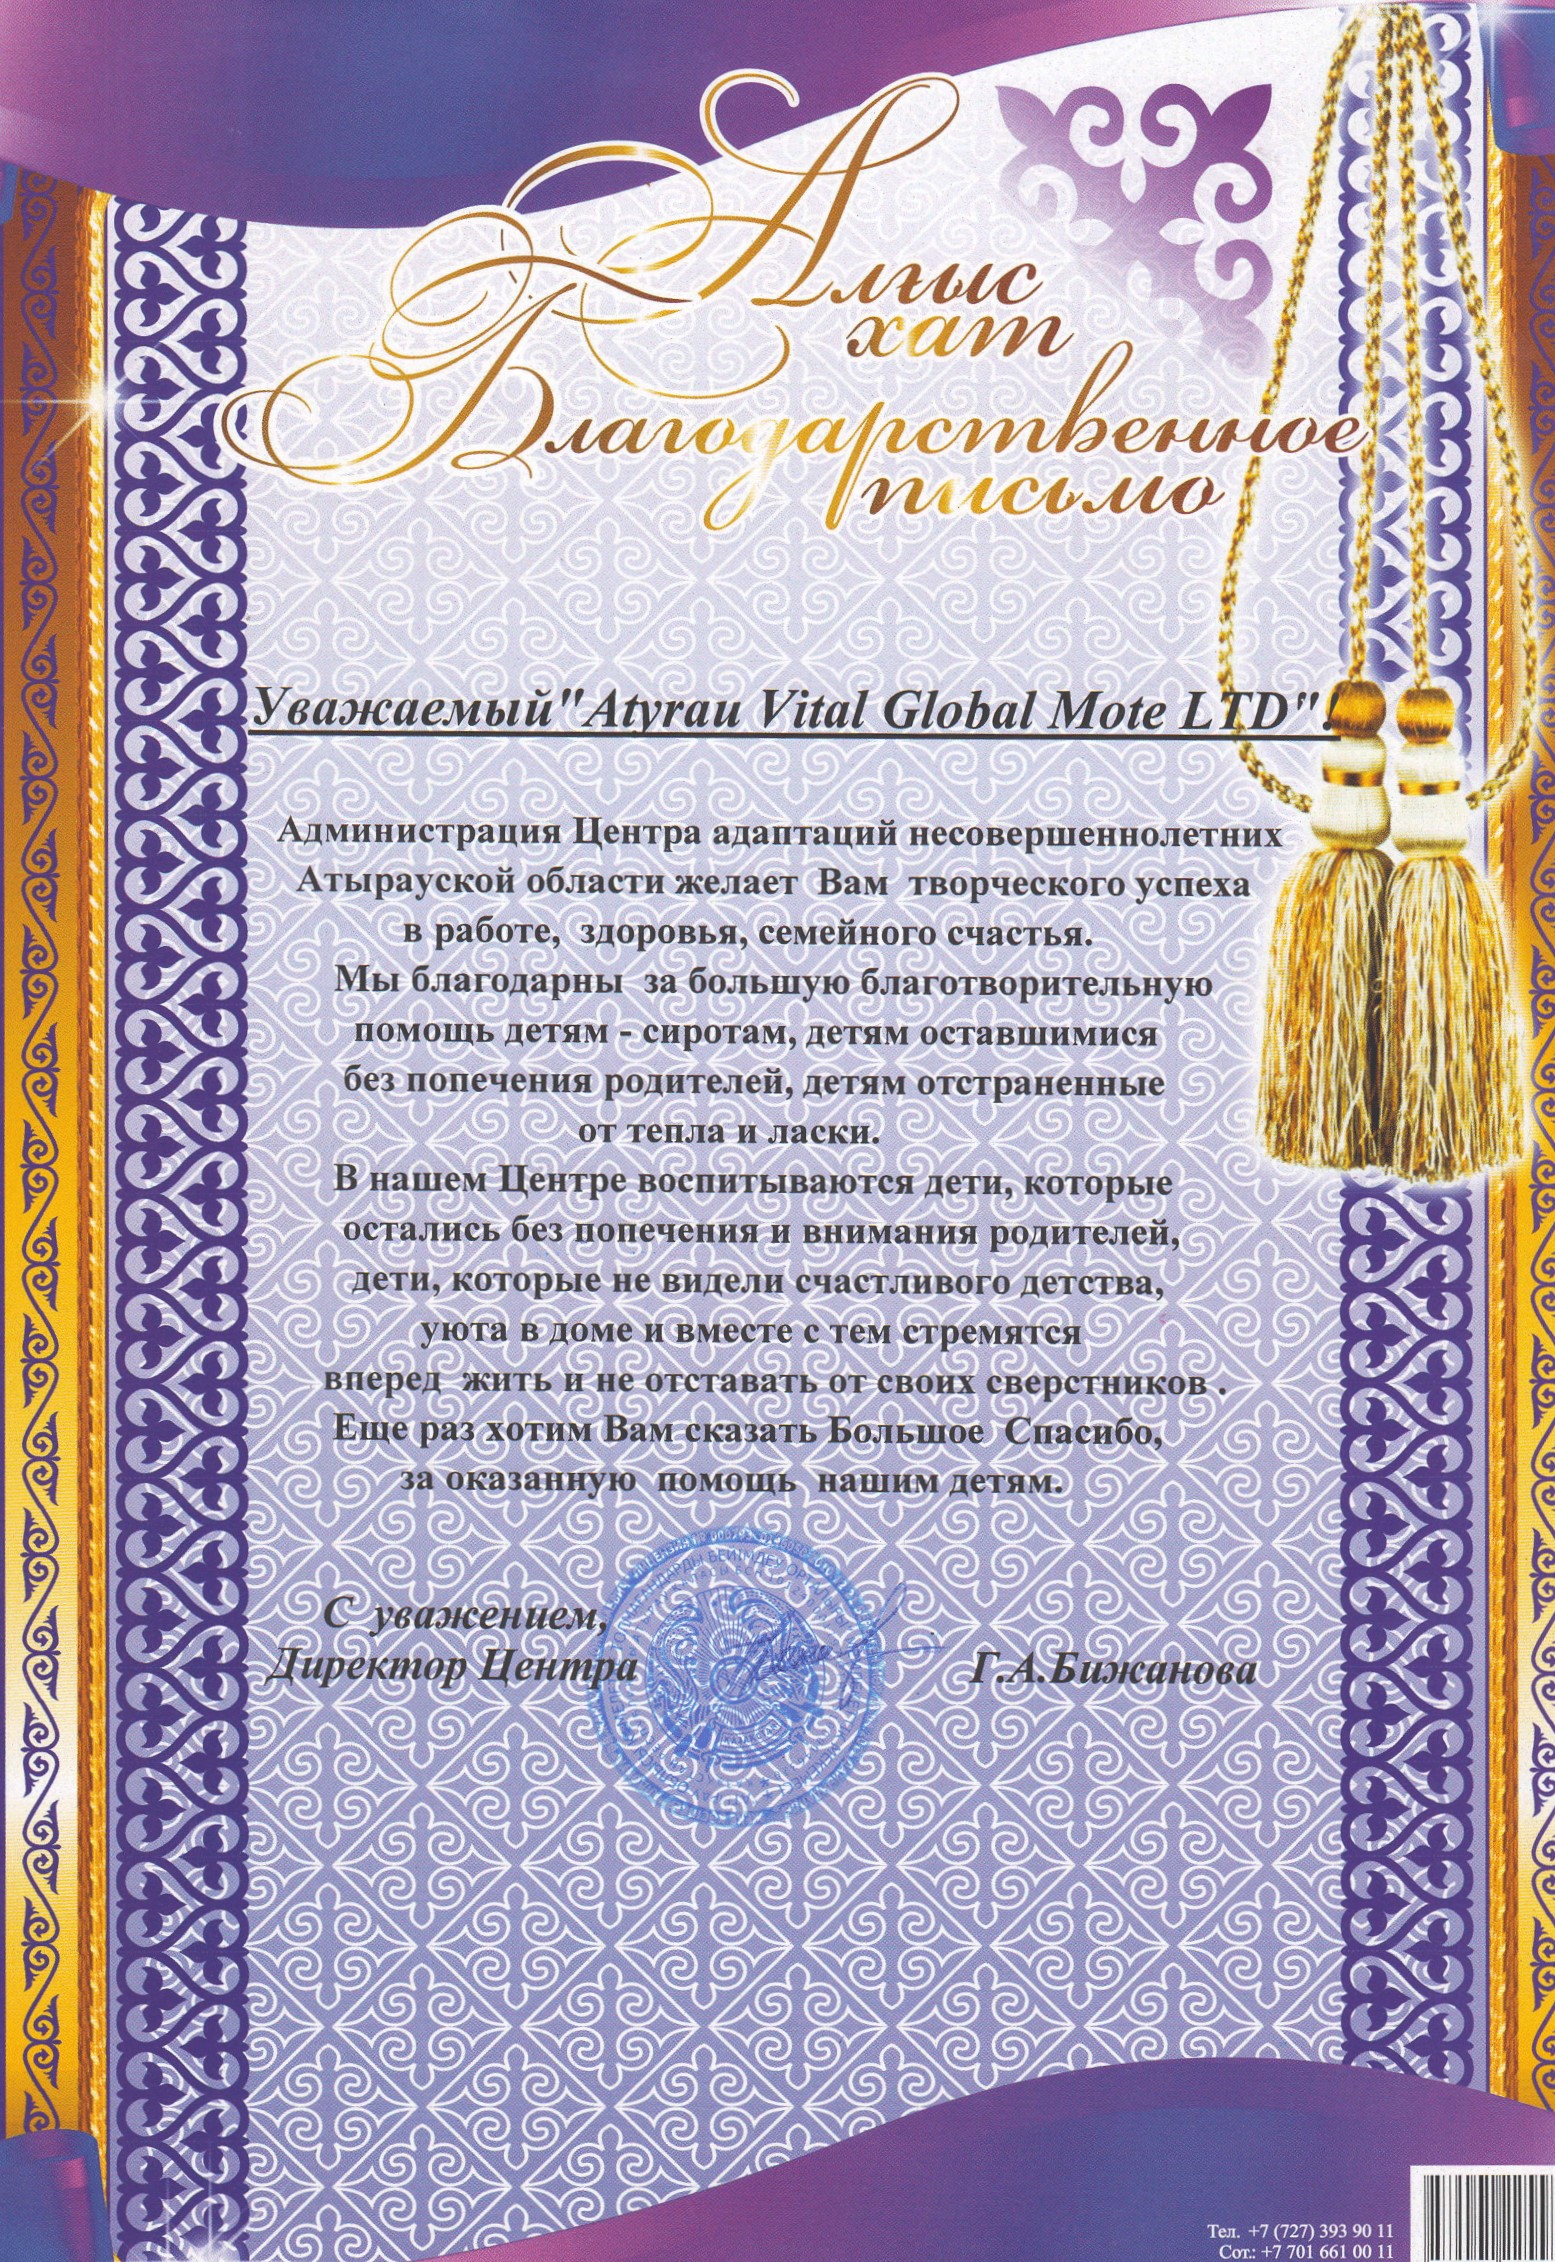 Алғыс
хат
Благодарственное
письмо
Уважаемый"Atyrau Vital Global Mote LTD"!
Администрация Центра адаптаций несовершеннолетних
Атырауской области желает Вам творческого успеха
в работе, здоровья, семейного счастья.
Мы благодарны за большую благотворительную
помощь детям - сиротам, детям оставшимися
без попечения родителей, детям отстраненные
от тепла и ласки.
В нашем Центре воспитываются дети, которые
остались без попечения и внимания родителей,
дети, которые не видели счастливого детства,
уюта в доме и вместе с тем стремятся
вперед жить и не отставать от своих сверстников .
Еще раз хотим Вам сказать Большое Спасибо,
за оказанную помощь нашим детям.
С уважением,
Директор Центра
Г.А.Бижанова
Тел. +7 (727) 393 90 11
Сот.: +7 701 661 00 11